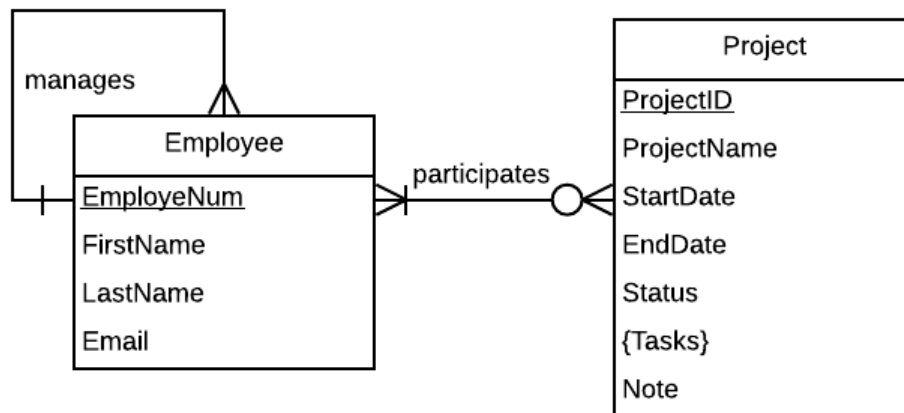 manages
Employee
EmployeNum
FirstName
LastName
Email
participates
Project
ProjectID
ProjectName
StartDate
EndDate
Status
{Tasks}
Note